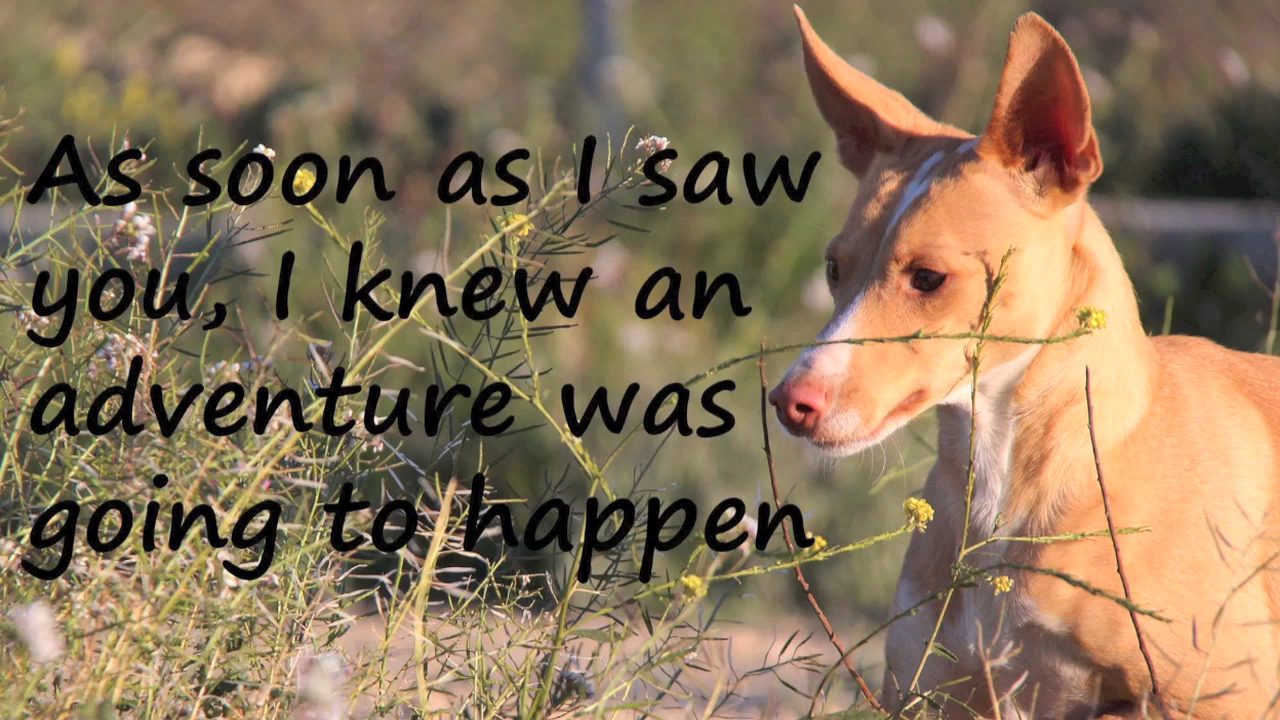 As soon as I saw
you, I knew an
adventure was
going to happen